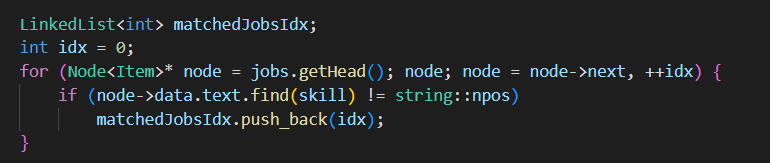 LinkedList<int> matchedJobsIdx;
int idx = 0;
for (Node<Item>* node = jobs.getHead(); node; node = node->next, ++idx) {
    if (node->data.text.find(skill) != string::npos)
        matchedJobsIdx.push_back(idx);
}